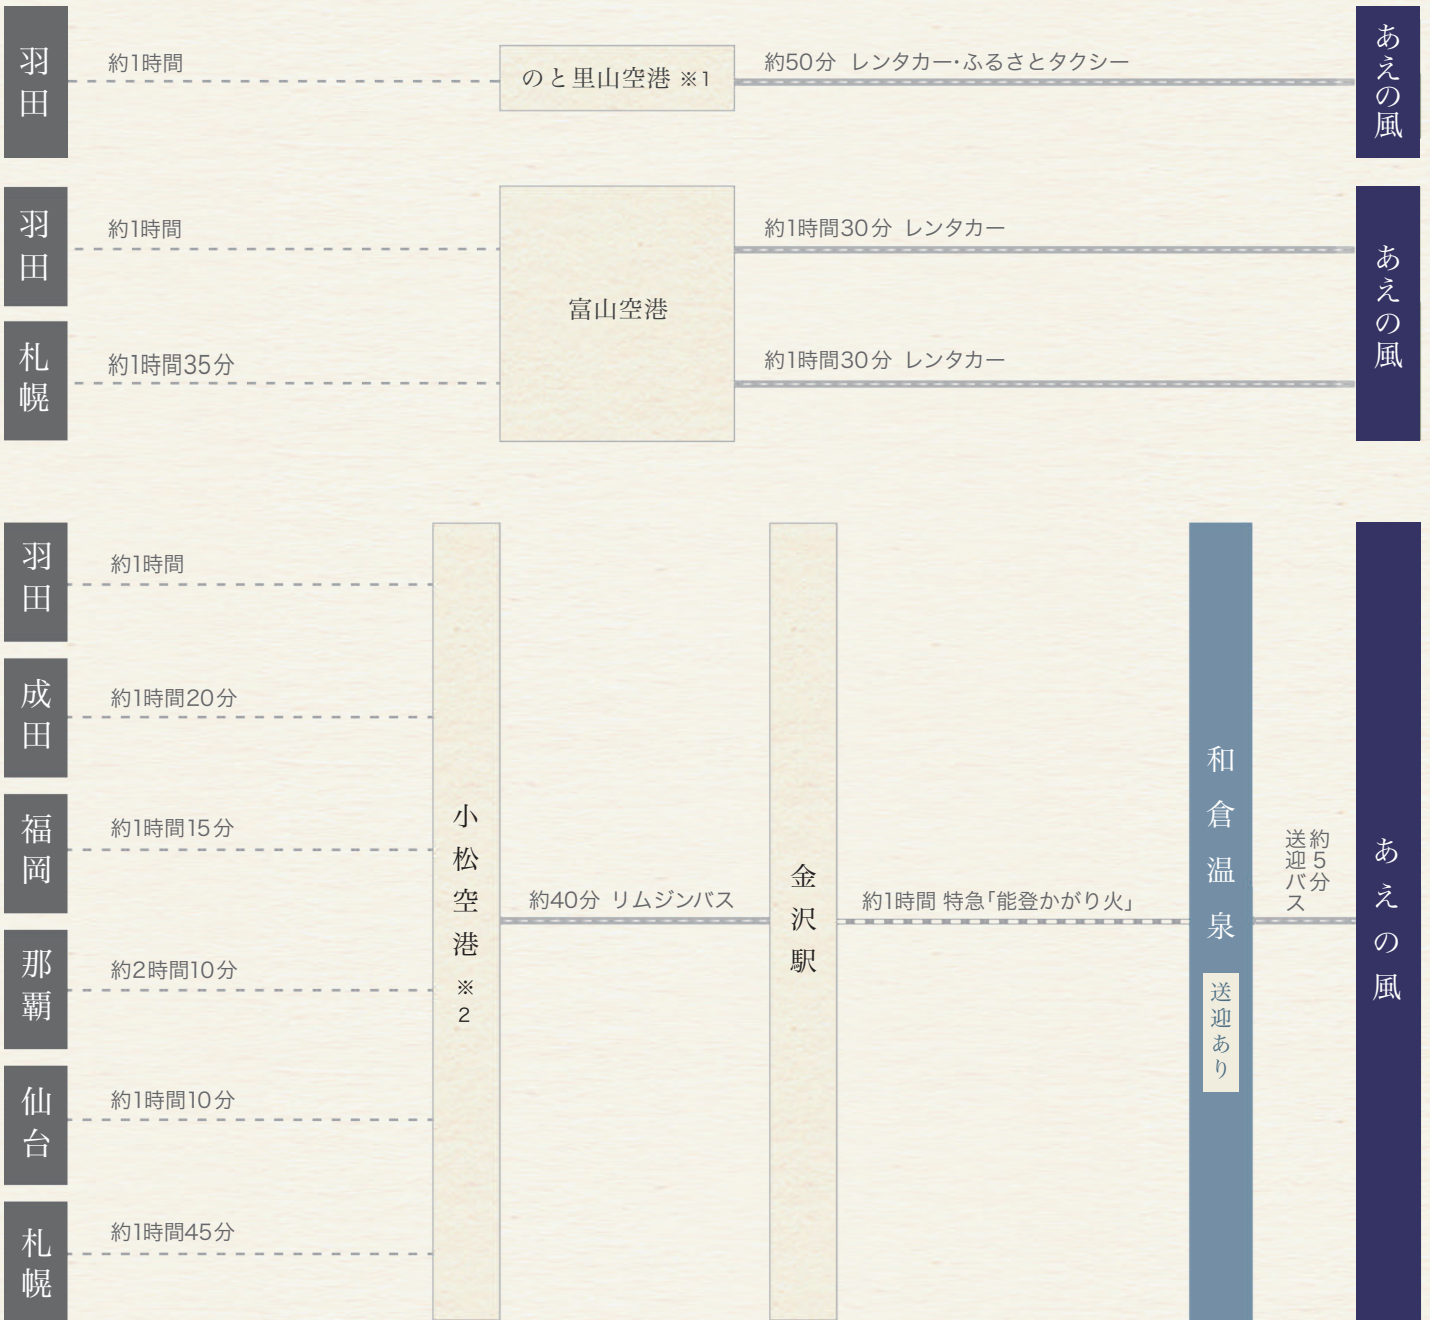 羽田
約1時間
のと里山空港 ※1
約50分 レンタカー・ふるさとタクシー
あえの風
羽田
約1時間
富山空港
約1時間30分 レンタカー
あえの風
札幌
約1時間35分
約1時間30分 レンタカー
羽田
約1時間
成田
約1時間20分
福岡
約1時間15分
那覇
約2時間10分
仙台
約1時間10分
札幌
約1時間45分
小松空港 ※2
約40分 リムジンバス
金沢駅
約1時間 特急「能登かがり火」
和倉温泉
送迎あり
約5分
送迎バス
あえの風